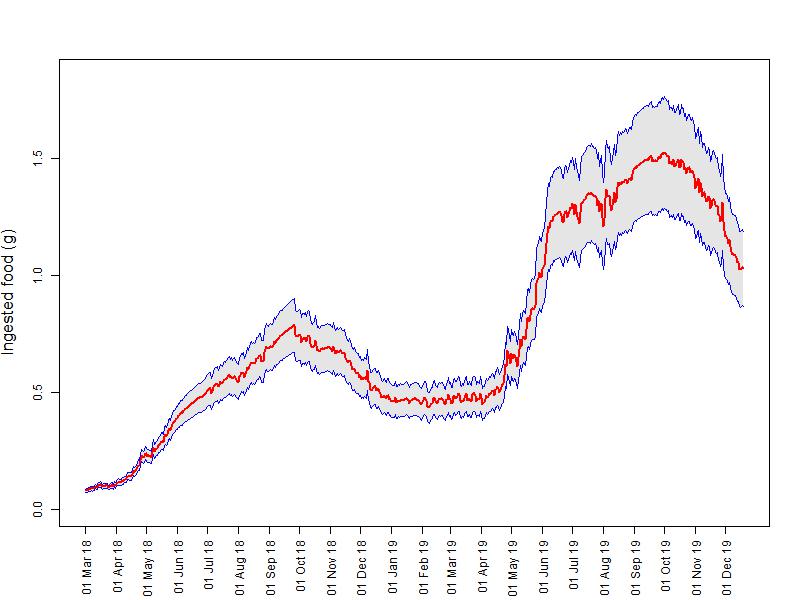 Ingested food (g)
1.5
1.0
0.5
0.0
01 Mar 18
01 Apr 18
01 May 18
01 Jun 18
01 Jul 18
01 Aug 18
01 Sep 18
01 Oct 18
01 Nov 18
01 Dec 18
01 Jan 19
01 Feb 19
01 Mar 19
01 Apr 19
01 May 19
01 Jun 19
01 Jul 19
01 Aug 19
01 Sep 19
01 Oct 19
01 Nov 19
01 Dec 19